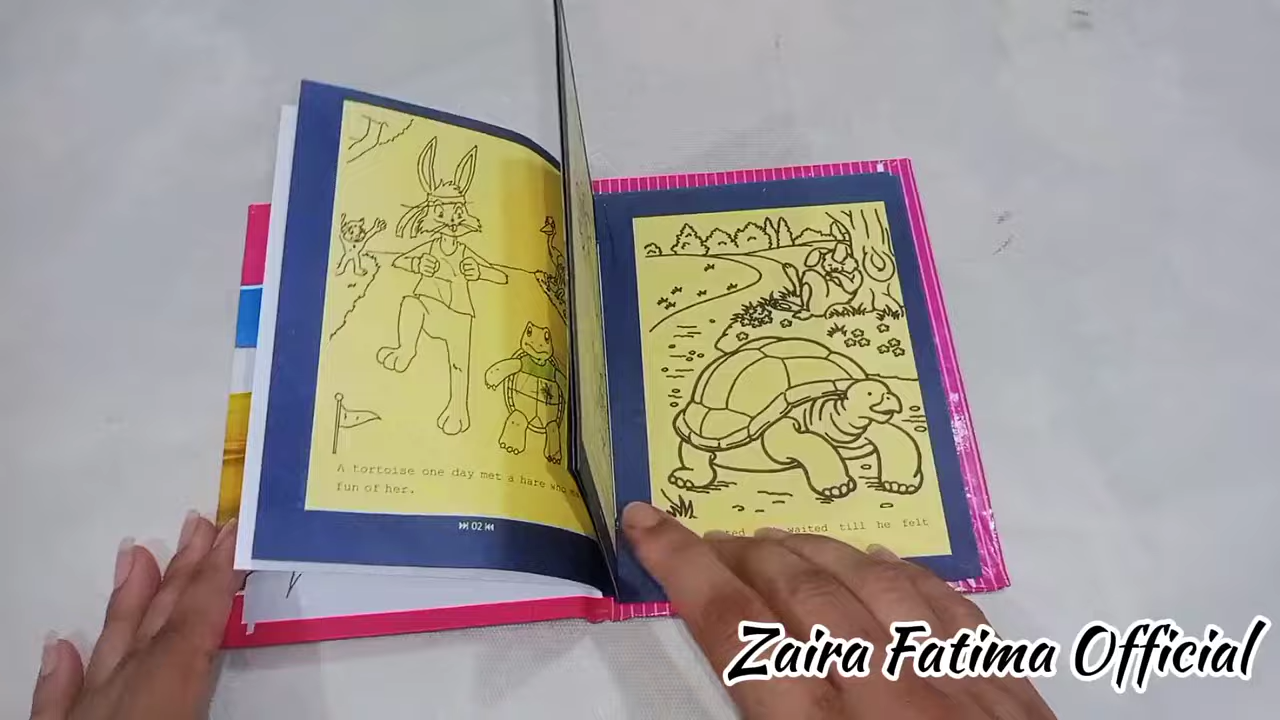 A tortoise one day met a hare who
fun of her.
02
waited till he felt
Zaira Fatima Official